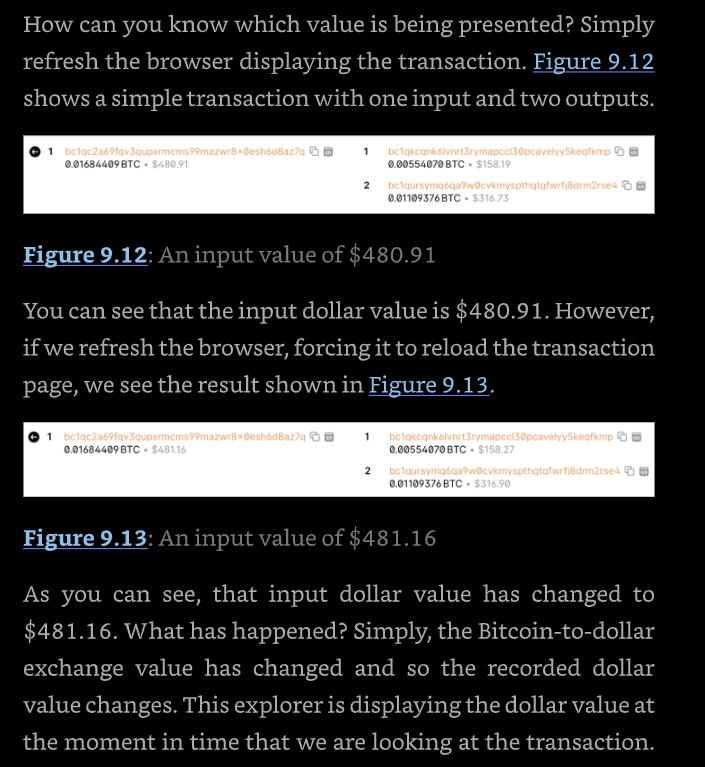 How can you know which value is being presented? Simply
refresh the browser displaying the transaction. Figure 9.12
shows a simple transaction with one input and two outputs.
1 bc1qc2a69fqv3qupxrmcms99mazwr8x0esh6d8az7q
0.01684409 BTC • $480.91
1 bc1qkcqnk6lvnrt3rymapccl30pcavelyy5keqfkmp
0.00554070 BTC • $158.19
2 bc1qursymq6qa9w0cvkmyspthqtqfwrfj8drm2rse4
0.01109376 BTC • $316.73
Figure 9.12: An input value of $480.91
You can see that the input dollar value is $480.91. However,
if we refresh the browser, forcing it to reload the transaction
page, we see the result shown in Figure 9.13.
1 bc1qc2a69fqv3qupxrmcms99mazwr8x0esh6d8az7q
0.01684409 BTC • $481.16
1 bc1qkcqnk6lvnrt3rymapccl30pcavelyy5keqfkmp
0.00554070 BTC • $158.27
2 bc1qursymq6qa9w0cvkmyspthqtqfwrfj8drm2rse4
0.01109376 BTC • $316.90
Figure 9.13: An input value of $481.16
As you can see, that input dollar value has changed to
$481.16. What has happened? Simply, the Bitcoin-to-dollar
exchange value has changed and so the recorded dollar
value changes. This explorer is displaying the dollar value at
the moment in time that we are looking at the transaction.